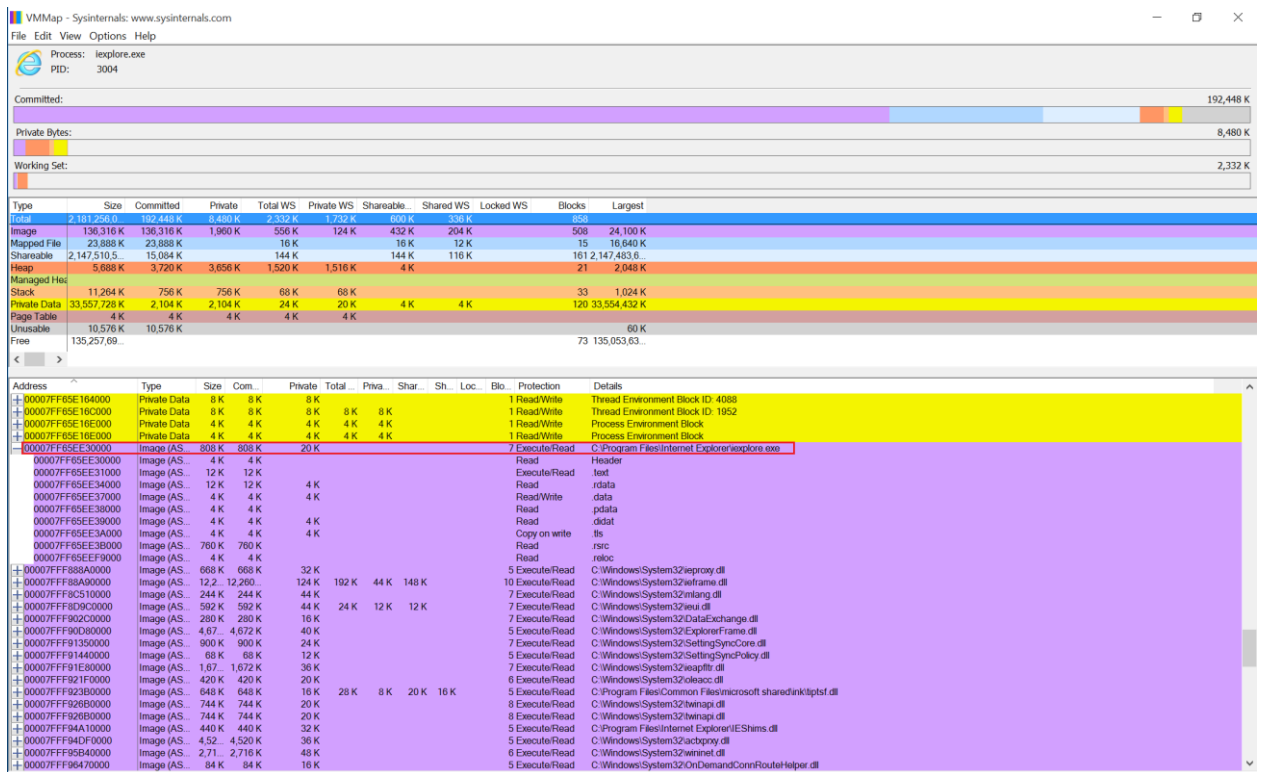 VMMap - Sysinternals: www.sysinternals.com
File Edit View Options Help
Process: iexplore.exe
PID: 3004
Committed: 192,448 K
Private Bytes: 8,480 K
Working Set: 2,332 K
Type Size Committed Private Total WS Private WS Shareable... Shared WS Locked WS Blocks Largest
Total 2,181,256,0... 192,448 K 8,480 K 2,332 K 1,732 K 600 K 336 K 858
Image 136,316 K 136,316 K 1,960 K 556 K 124 K 432 K 204 K 508 24,100 K
Mapped File 23,888 K 23,888 K 16 K 16 K 12 K 15 16,640 K
Shareable 2,147,510,5... 15,084 K 144 K 144 K 116 K 161 2,147,483,6...
Heap 5,688 K 3,720 K 3,656 K 1,520 K 1,516 K 4 K 21 2,048 K
Managed Hea
Stack 11,264 K 756 K 756 K 68 K 68 K 33 1,024 K
Private Data 33,557,728 K 2,104 K 2,104 K 24 K 20 K 4 K 4 K 120 33,554,432 K
Page Table 4 K 4 K 4 K 4 K 4 K
Unusable 10,576 K 10,576 K 60 K
Free 135,257,69... 73 135,053,63...
Address Type Size Com... Private Total ... Priva... Shar... Sh... Loc... Blo... Protection Details
00007FF65E164000 Private Data 8 K 8 K 8 K 1 Read/Write Thread Environment Block ID: 4088
00007FF65E16C000 Private Data 8 K 8 K 8 K 8 K 8 K 1 Read/Write Thread Environment Block ID: 1952
00007FF65E16E000 Private Data 4 K 4 K 4 K 4 K 4 K 1 Read/Write Process Environment Block
00007FF65E16E000 Private Data 4 K 4 K 4 K 4 K 4 K 1 Read/Write Process Environment Block
00007FF65EE30000 Image (AS... 808 K 808 K 20 K 7 Execute/Read C:\Program Files\Internet Explorer\iexplore.exe
00007FF65EE30000 Image (AS... 4 K 4 K Read Header
00007FF65EE31000 Image (AS... 12 K 12 K Execute/Read .text
00007FF65EE34000 Image (AS... 12 K 12 K 4 K Read .rdata
00007FF65EE37000 Image (AS... 4 K 4 K 4 K Read/Write .data
00007FF65EE38000 Image (AS... 4 K 4 K Read .pdata
00007FF65EE39000 Image (AS... 4 K 4 K 4 K Read .didat
00007FF65EE3A000 Image (AS... 4 K 4 K 4 K Copy on write .tls
00007FF65EE3B000 Image (AS... 760 K 760 K Read .rsrc
00007FF65EEF9000 Image (AS... 4 K 4 K Read .reloc
00007FFF888A0000 Image (AS... 668 K 668 K 32 K 5 Execute/Read C:\Windows\System32\ieproxy.dll
00007FFF88A90000 Image (AS... 12,2... 12,260... 124 K 192 K 44 K 148 K 10 Execute/Read C:\Windows\System32\ieframe.dll
00007FFF8C510000 Image (AS... 244 K 244 K 44 K 7 Execute/Read C:\Windows\System32\mlang.dll
00007FFF8D9C0000 Image (AS... 592 K 592 K 44 K 24 K 12 K 12 K 7 Execute/Read C:\Windows\System32\ieui.dll
00007FFF902C0000 Image (AS... 280 K 280 K 16 K 7 Execute/Read C:\Windows\System32\DataExchange.dll
00007FFF90D80000 Image (AS... 4,67... 4,672 K 40 K 5 Execute/Read C:\Windows\System32\ExplorerFrame.dll
00007FFF91350000 Image (AS... 900 K 900 K 24 K 7 Execute/Read C:\Windows\System32\SettingSyncCore.dll
00007FFF91440000 Image (AS... 68 K 68 K 12 K 5 Execute/Read C:\Windows\System32\SettingSyncPolicy.dll
00007FFF91E80000 Image (AS... 1,67... 1,672 K 36 K 7 Execute/Read C:\Windows\System32\ieapfltr.dll
00007FFF921F0000 Image (AS... 420 K 420 K 20 K 6 Execute/Read C:\Windows\System32\oleacc.dll
00007FFF923B0000 Image (AS... 648 K 648 K 16 K 28 K 8 K 20 K 16 K 5 Execute/Read C:\Program Files\Common Files\microsoft shared\ink\tiptsf.dll
00007FFF926B0000 Image (AS... 744 K 744 K 20 K 8 Execute/Read C:\Windows\System32\twinapi.dll
00007FFF926B0000 Image (AS... 744 K 744 K 20 K 8 Execute/Read C:\Windows\System32\twinapi.dll
00007FFF94A10000 Image (AS... 440 K 440 K 32 K 5 Execute/Read C:\Program Files\Internet Explorer\IEShims.dll
00007FFF94DF0000 Image (AS... 4,52... 4,520 K 36 K 5 Execute/Read C:\Windows\System32\actxprxy.dll
00007FFF95B40000 Image (AS... 2,71... 2,716 K 48 K 6 Execute/Read C:\Windows\System32\wininet.dll
00007FFF96470000 Image (AS... 84 K 84 K 16 K 5 Execute/Read C:\Windows\System32\OnDemandConnRouteHelper.dll